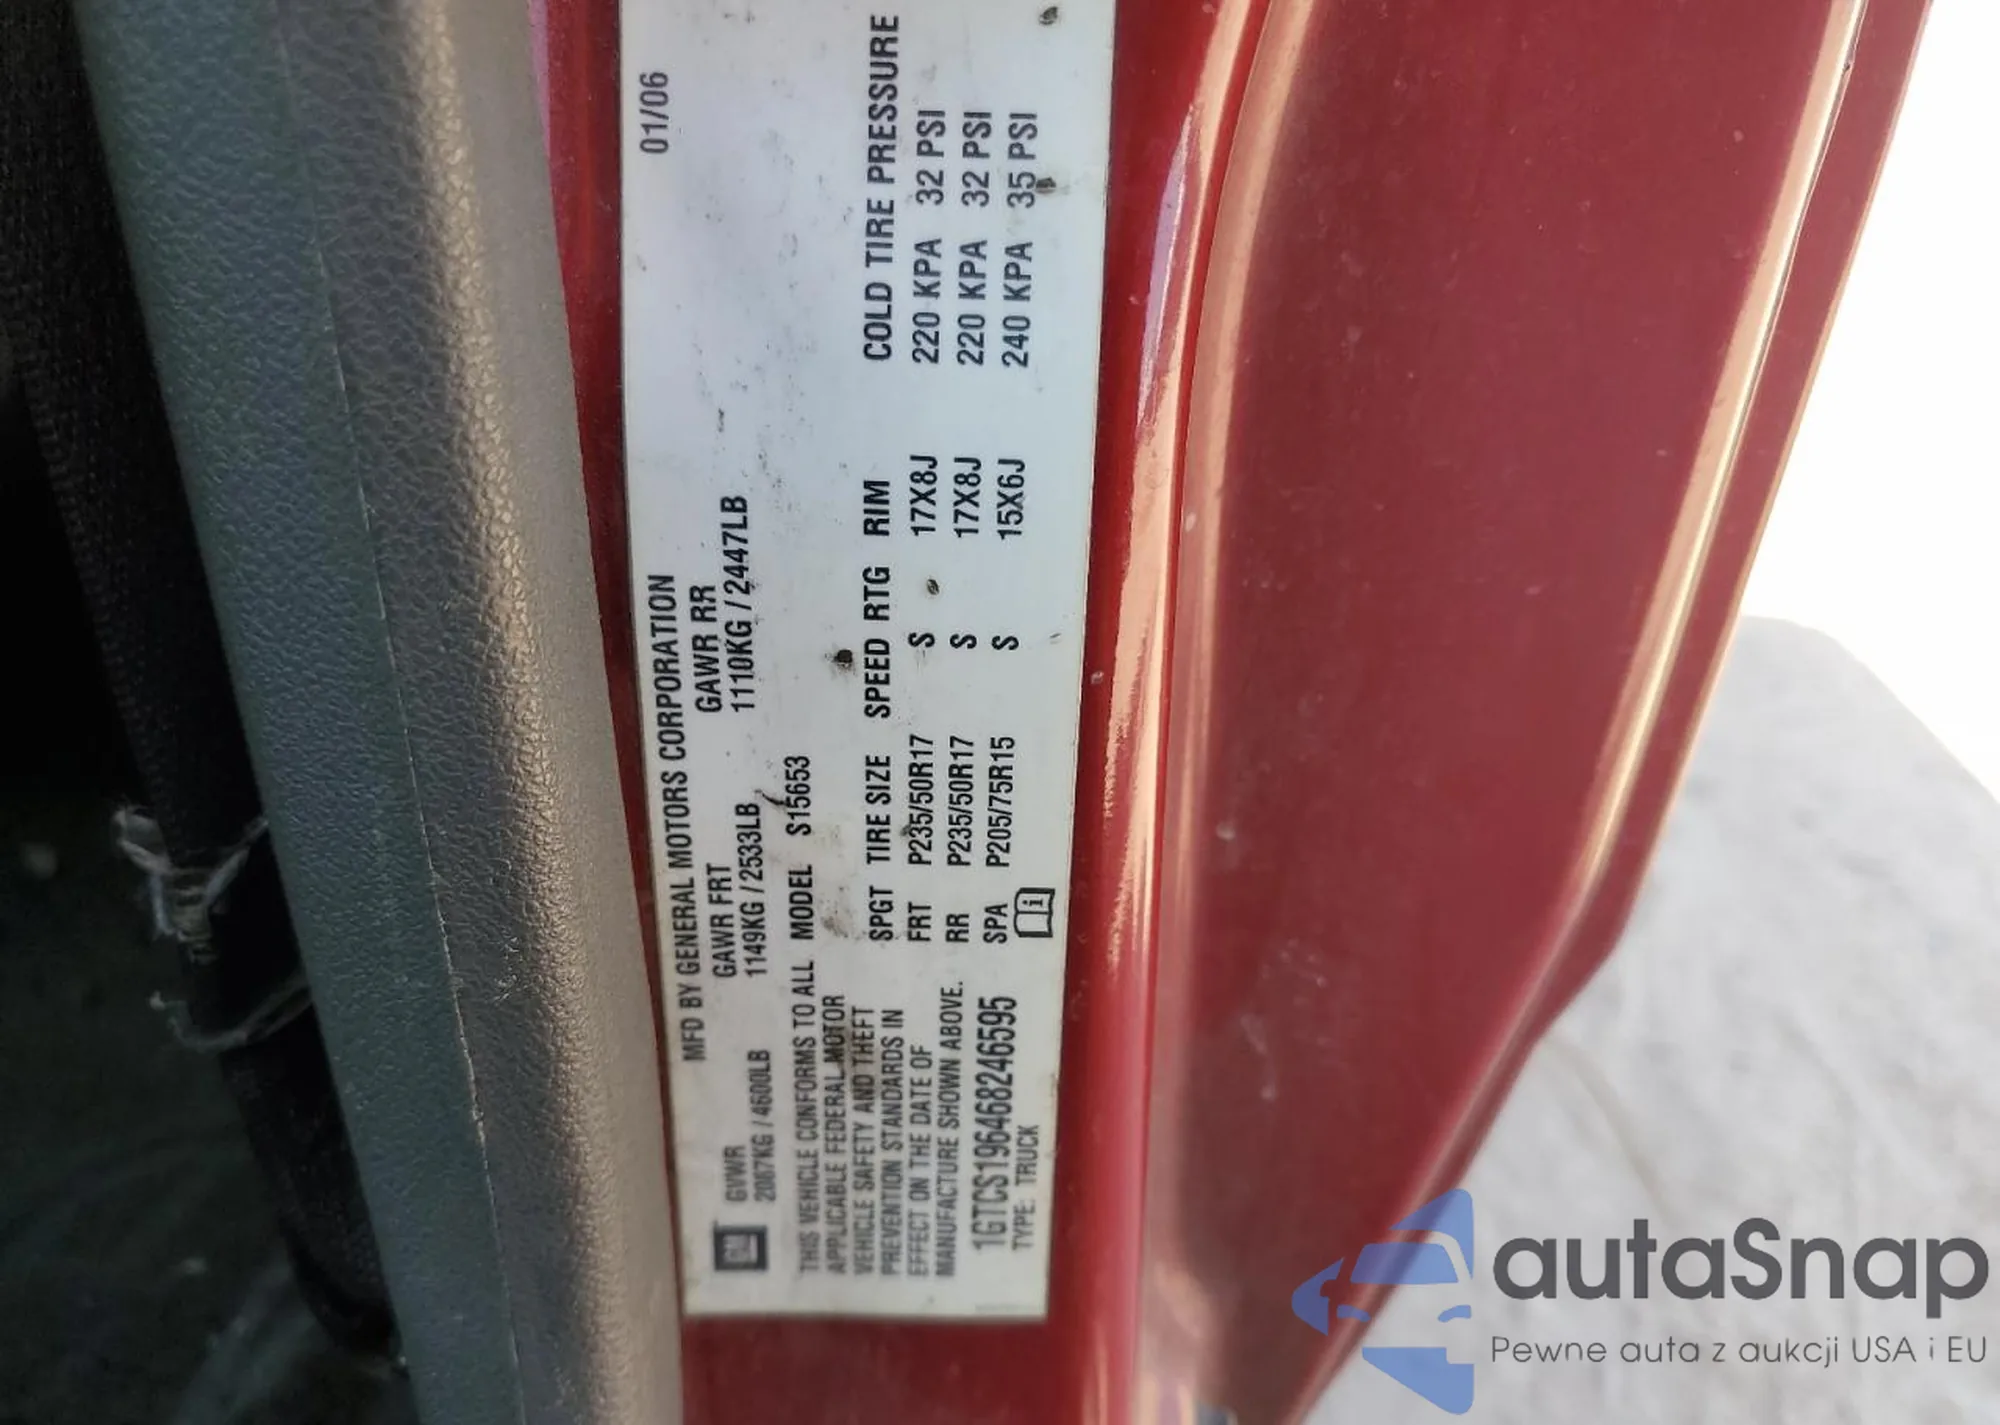 MFD BY GENERAL MOTORS CORPORATION 01/06
GM
GVWR GAWR FRT GAWR RR
2087KG / 4600LB 1149KG / 2533LB 1110KG / 2447LB
THIS VEHICLE CONFORMS TO ALL
APPLICABLE FEDERAL MOTOR
VEHICLE SAFETY AND THEFT
PREVENTION STANDARDS IN
EFFECT ON THE DATE OF
MANUFACTURE SHOWN ABOVE.
1GTCS196468246595
TYPE: TRUCK
MODEL S15653
SPGT TIRE SIZE SPEED RTG RIM COLD TIRE PRESSURE
FRT P235/50R17 S 17X8J 220 KPA 32 PSI
RR P235/50R17 S 17X8J 220 KPA 32 PSI
SPA P205/75R15 S 15X6J 240 KPA 35 PSI
autaSnap
Pewne auta z aukcji USA i EU